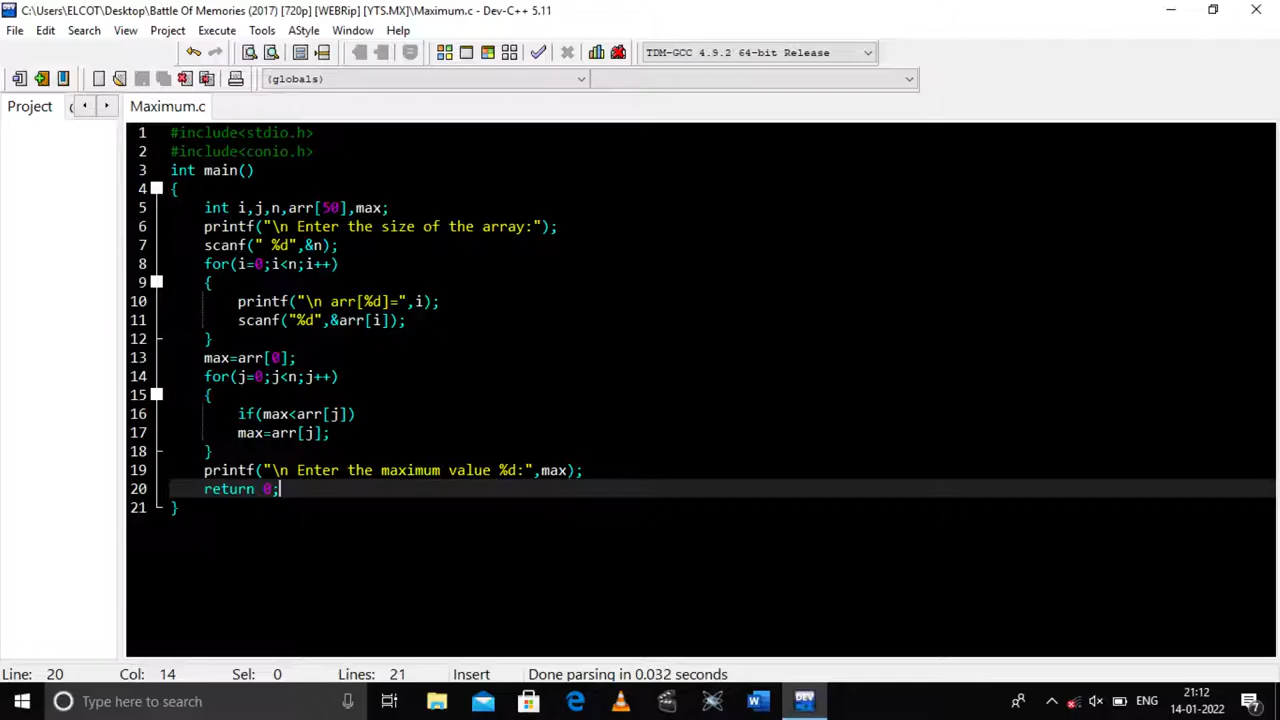 C:\Users\ELCOT\Desktop\Battle Of Memories (2017) [720p] [WEBRip] [YTS.MX]\Maximum.c - Dev-C++ 5.11
File Edit Search View Project Execute Tools AStyle Window Help
TDM-GCC 4.9.2 64-bit Release
(globals)
Project Maximum.c
1 #include<stdio.h>
2 #include<conio.h>
3 int main()
4 {
5 int i,j,n,arr[50],max;
6 printf("\n Enter the size of the array:");
7 scanf(" %d",&n);
8 for(i=0;i<n;i++)
9 {
10 printf("\n arr[%d]=",i);
11 scanf("%d",&arr[i]);
12 }
13 max=arr[0];
14 for(j=0;j<n;j++)
15 {
16 if(max<arr[j])
17 max=arr[j];
18 }
19 printf("\n Enter the maximum value %d:",max);
20 return 0;
21 }
Line: 20 Col: 14 Sel: 0 Lines: 21 Insert Done parsing in 0.032 seconds
Type here to search
DEV
ENG
21:12
14-01-2022
7